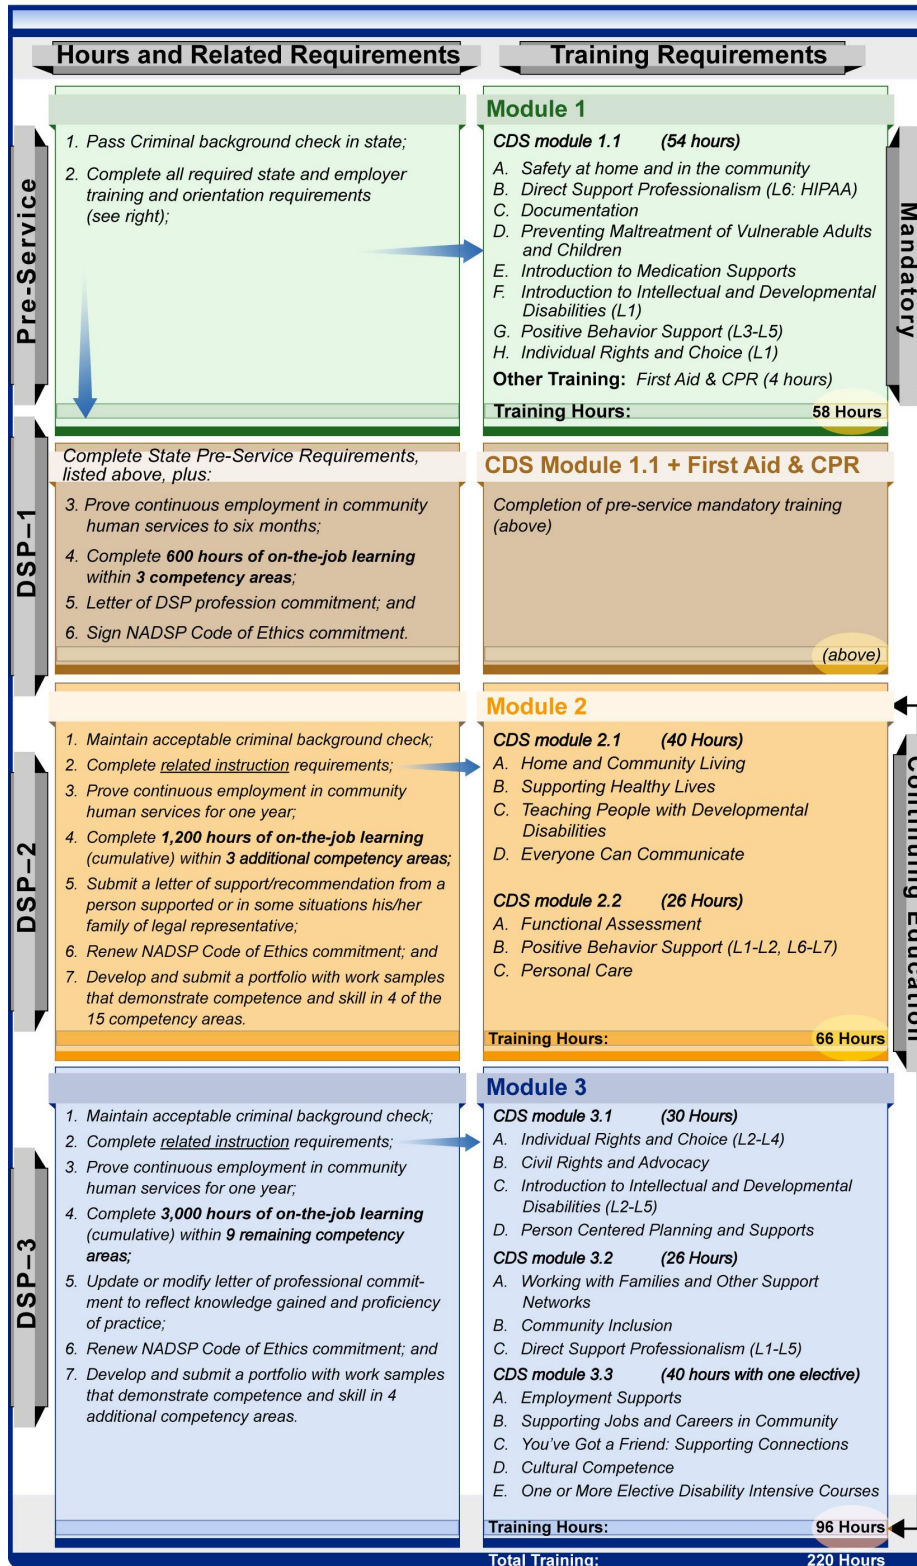 Hours and Related Requirements
Training Requirements
Pre-Service
1. Pass Criminal background check in state;
2. Complete all required state and employer
training and orientation requirements
(see right);
Module 1
CDS module 1.1 (54 hours)
A. Safety at home and in the community
B. Direct Support Professionalism (L6: HIPAA)
C. Documentation
D. Preventing Maltreatment of Vulnerable Adults
and Children
E. Introduction to Medication Supports
F. Introduction to Intellectual and Developmental
Disabilities (L1)
G. Positive Behavior Support (L3-L5)
H. Individual Rights and Choice (L1)
Other Training: First Aid & CPR (4 hours)
Training Hours: 58 Hours
Mandatory
DSP–1
Complete State Pre-Service Requirements,
listed above, plus:
3. Prove continuous employment in community
human services to six months;
4. Complete 600 hours of on-the-job learning
within 3 competency areas;
5. Letter of DSP profession commitment; and
6. Sign NADSP Code of Ethics commitment.
CDS Module 1.1 + First Aid & CPR
Completion of pre-service mandatory training
(above)
(above)
DSP–2
1. Maintain acceptable criminal background check;
2. Complete related instruction requirements;
3. Prove continuous employment in community
human services for one year;
4. Complete 1,200 hours of on-the-job learning
(cumulative) within 3 additional competency areas;
5. Submit a letter of support/recommendation from a
person supported or in some situations his/her
family of legal representative;
6. Renew NADSP Code of Ethics commitment; and
7. Develop and submit a portfolio with work samples
that demonstrate competence and skill in 4 of the
15 competency areas.
Module 2
CDS module 2.1 (40 Hours)
A. Home and Community Living
B. Supporting Healthy Lives
C. Teaching People with Developmental
Disabilities
D. Everyone Can Communicate
CDS module 2.2 (26 Hours)
A. Functional Assessment
B. Positive Behavior Support (L1-L2, L6-L7)
C. Personal Care
Training Hours: 66 Hours
Continuing Education
DSP–3
1. Maintain acceptable criminal background check;
2. Complete related instruction requirements;
3. Prove continuous employment in community
human services for one year;
4. Complete 3,000 hours of on-the-job learning
(cumulative) within 9 remaining competency
areas;
5. Update or modify letter of professional commit-
ment to reflect knowledge gained and proficiency
of practice;
6. Renew NADSP Code of Ethics commitment; and
7. Develop and submit a portfolio with work samples
that demonstrate competence and skill in 4
additional competency areas.
Module 3
CDS module 3.1 (30 Hours)
A. Individual Rights and Choice (L2-L4)
B. Civil Rights and Advocacy
C. Introduction to Intellectual and Developmental
Disabilities (L2-L5)
D. Person Centered Planning and Supports
CDS module 3.2 (26 Hours)
A. Working with Families and Other Support
Networks
B. Community Inclusion
C. Direct Support Professionalism (L1-L5)
CDS module 3.3 (40 hours with one elective)
A. Employment Supports
B. Supporting Jobs and Careers in Community
C. You've Got a Friend: Supporting Connections
D. Cultural Competence
E. One or More Elective Disability Intensive Courses
Training Hours: 96 Hours
Total Training: 220 Hours